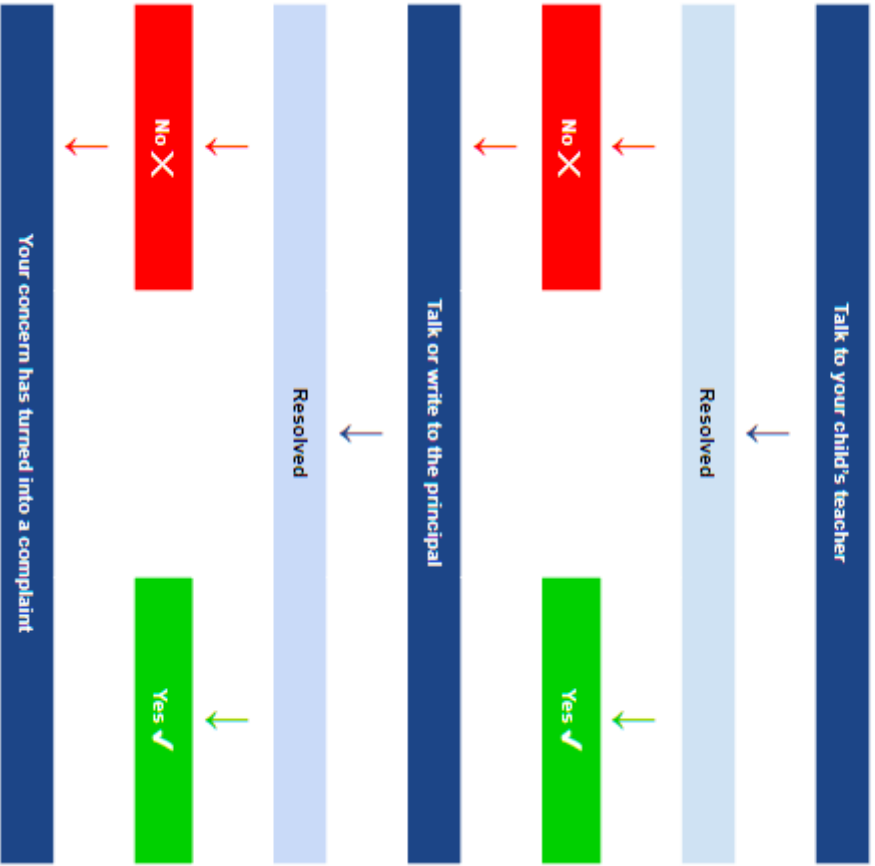 Talk to your child's teacher
Resolved
No ✕
Yes ✓
Talk or write to the principal
Resolved
No ✕
Yes ✓
Your concern has turned into a complaint